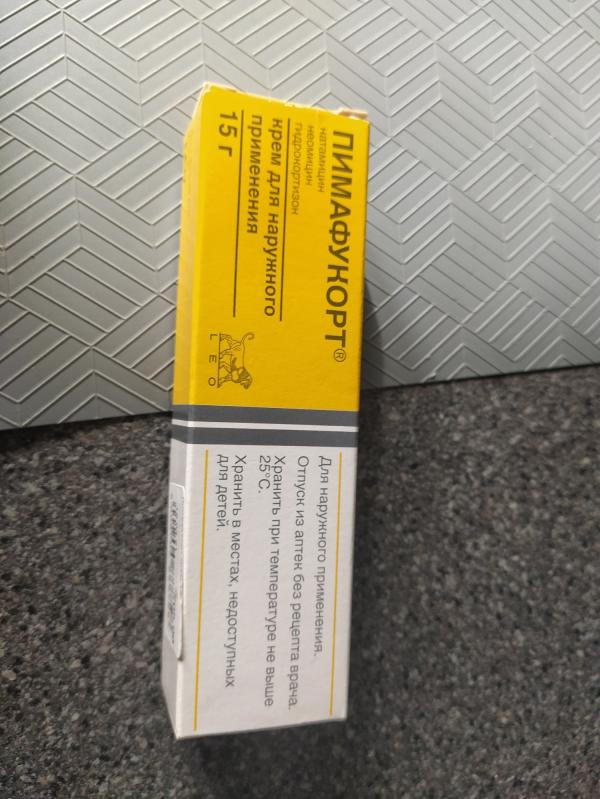 ПИМАФУКОРТ®
натамицин
неомицин
гидрокортизон
крем для наружного
применения
15 г
LEO
Для наружного применения.
Отпуск из аптек без рецепта врача.
Хранить при температуре не выше
25°C.
Хранить в местах, недоступных
для детей.